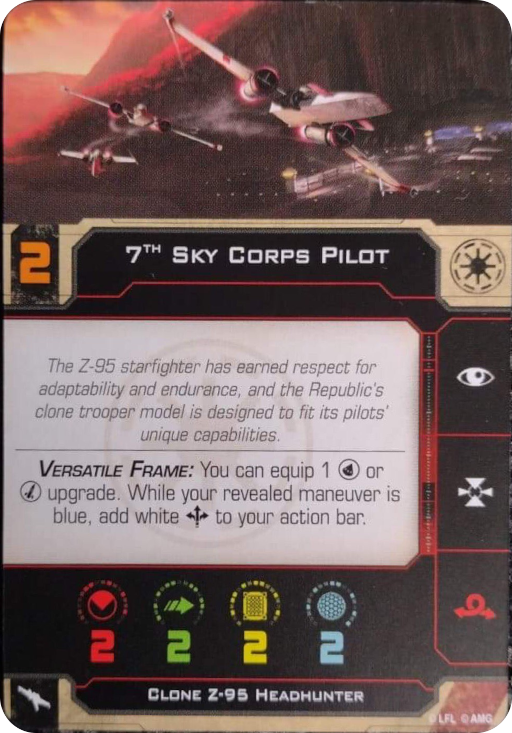 2
7TH SKY CORPS PILOT
The Z-95 starfighter has earned respect for
adaptability and endurance, and the Republic's
clone trooper model is designed to fit its pilots'
unique capabilities.
VERSATILE FRAME: You can equip 1 or
upgrade. While your revealed maneuver is
blue, add white to your action bar.
2 2 2 2
CLONE Z-95 HEADHUNTER
© LFL © AMG